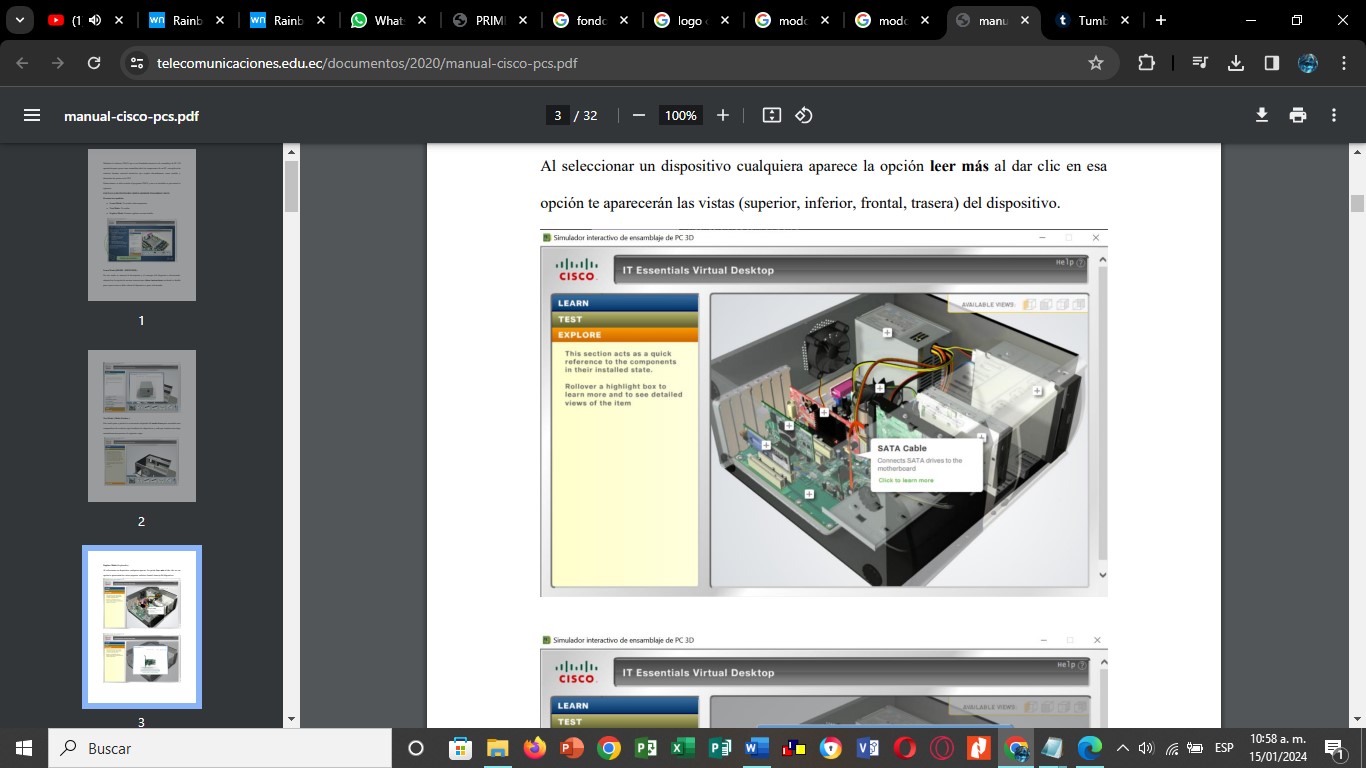 (1
Rainb
Rainb
What
PRIMI
fondo
logo
modo
modo
manu
Tumb
telecomunicaciones.edu.ec/documentos/2020/manual-cisco-pcs.pdf
manual-cisco-pcs.pdf
3 / 32
100%
1
2
3
Al seleccionar un dispositivo cualquiera aparece la opción leer más al dar clic en esa
opción te aparecerán las vistas (superior, inferior, frontal, trasera) del dispositivo.
Simulador interactivo de ensamblaje de PC 3D
CISCO
IT Essentials Virtual Desktop
Help ?
LEARN
TEST
EXPLORE
This section acts as a quick
reference to the components
in their installed state.
Rollover a highlight box to
learn more and to see detailed
views of the item
AVAILABLE VIEWS:
SATA Cable
Connects SATA drives to the
motherboard
Click to learn more
Simulador interactivo de ensamblaje de PC 3D
CISCO
IT Essentials Virtual Desktop
Help ?
LEARN
TEST
AVAILABLE VIEWS:
Buscar
ESP
10:58 a. m.
15/01/2024
1